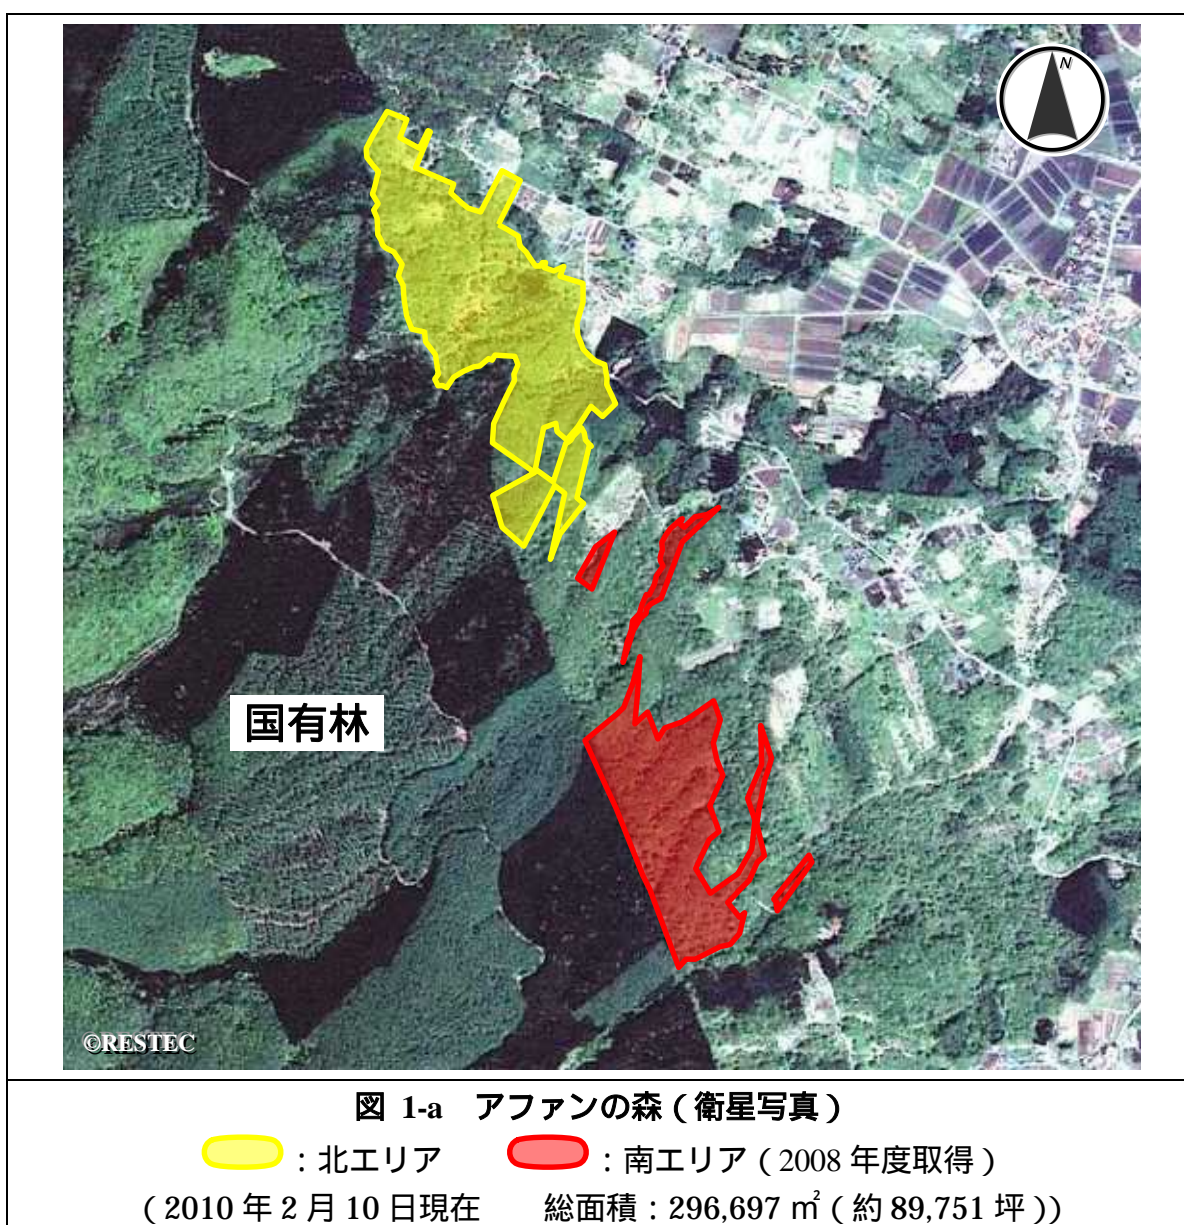 N
国有林
©RESTEC
図 1-a　アファンの森（衛星写真）
：北エリア　：南エリア（2008 年度取得）
（2010 年 2 月 10 日現在　総面積：296,697 ㎡（約 89,751 坪））